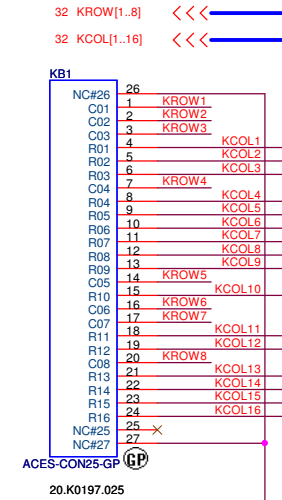 32 KROW[1..8]
32 KCOL[1..16]
KB1
NC#26 26
C01 1 KROW1
C02 2 KROW2
C03 3 KROW3
R01 4 KCOL1
R02 5 KCOL2
R03 6 KCOL3
C04 7 KROW4
R04 8 KCOL4
R05 9 KCOL5
R06 10 KCOL6
R07 11 KCOL7
R08 12 KCOL8
R09 13 KCOL9
C05 14 KROW5
R10 15 KCOL10
C06 16 KROW6
C07 17 KROW7
R11 18 KCOL11
R12 19 KCOL12
C08 20 KROW8
R13 21 KCOL13
R14 22 KCOL14
R15 23 KCOL15
R16 24 KCOL16
NC#25 25
NC#27 27
ACES-CON25-GP GP
20.K0197.025